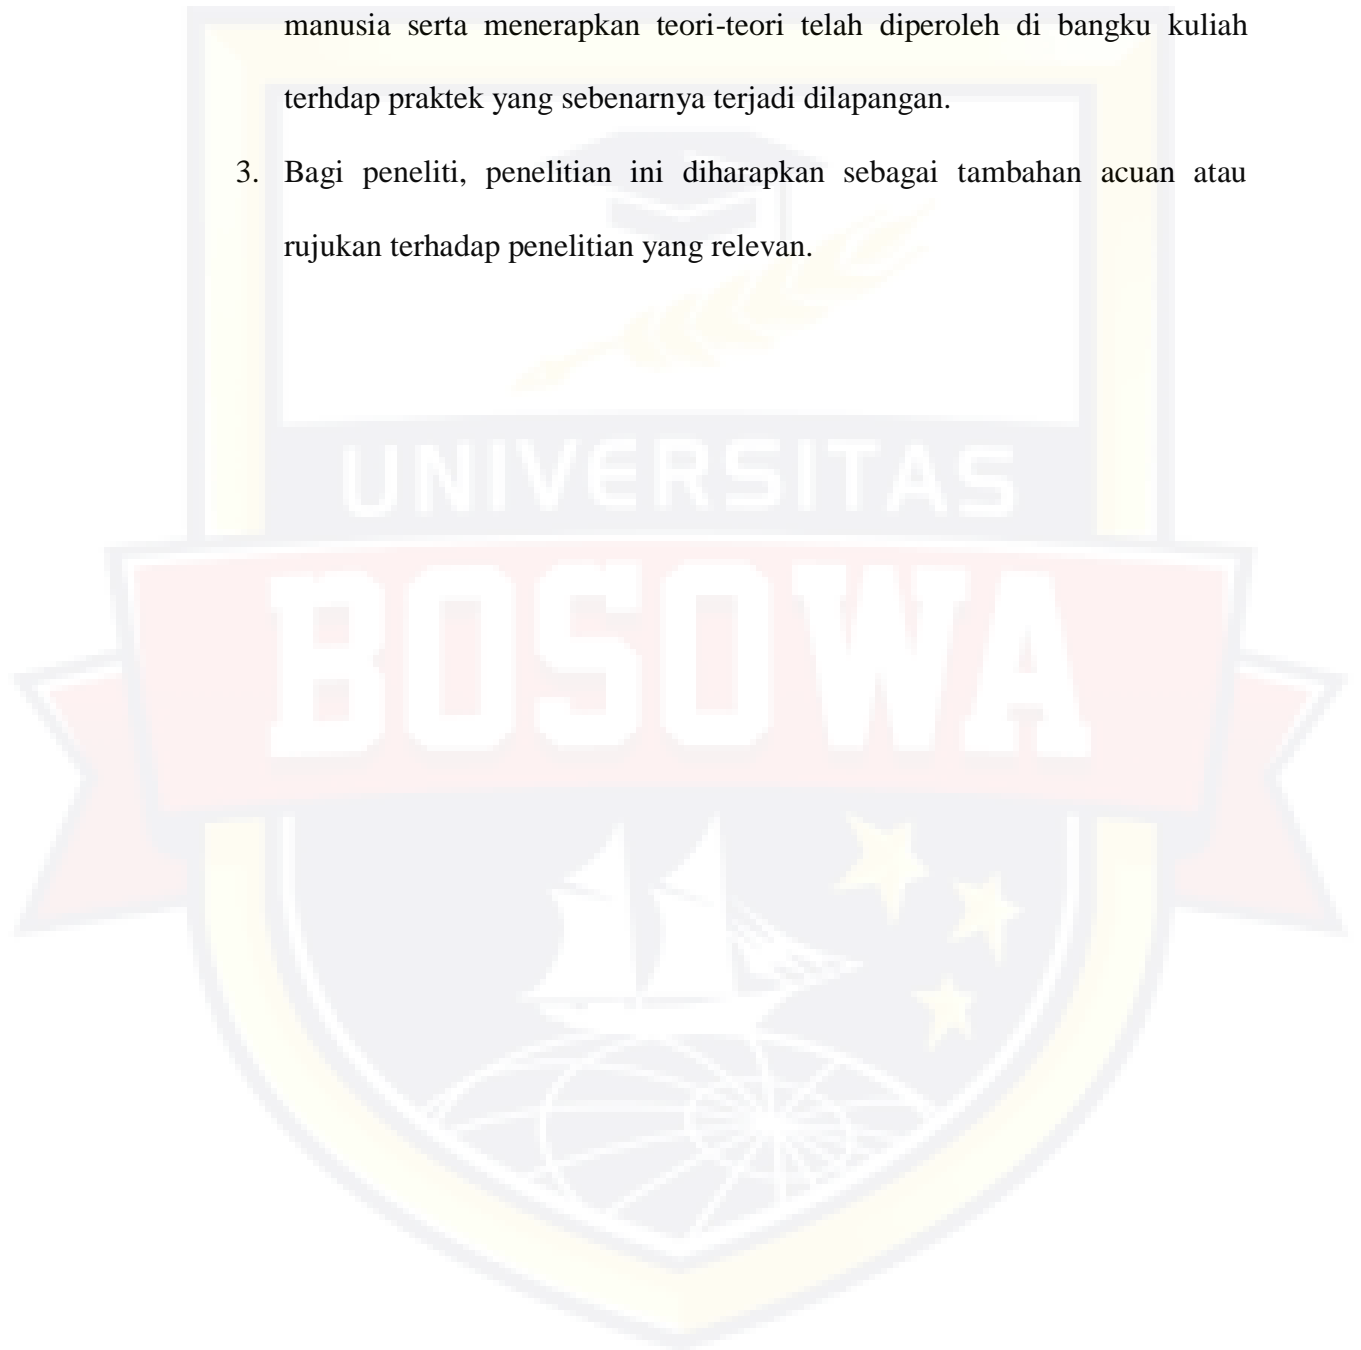 manusia serta menerapkan teori-teori telah diperoleh di bangku kuliah
terhdap praktek yang sebenarnya terjadi dilapangan.
3. Bagi peneliti, penelitian ini diharapkan sebagai tambahan acuan atau
rujukan terhadap penelitian yang relevan.
UNIVERSITAS
BOSOWA